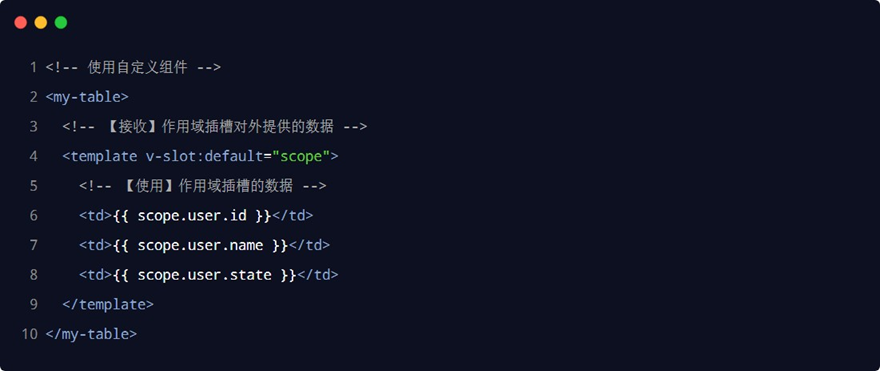 1 <!-- 使用自定义组件 -->
2 <my-table>
3 <!-- 【接收】作用域插槽对外提供的数据 -->
4 <template v-slot:default="scope">
5 <!-- 【使用】作用域插槽的数据 -->
6 <td>{{ scope.user.id }}</td>
7 <td>{{ scope.user.name }}</td>
8 <td>{{ scope.user.state }}</td>
9 </template>
10 </my-table>